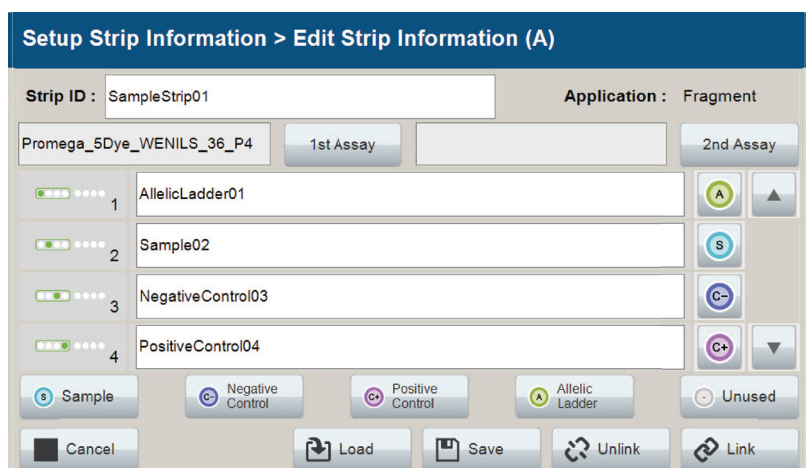 Setup Strip Information > Edit Strip Information (A)
Strip ID : SampleStrip01 Application : Fragment
Promega_5Dye_WENILS_36_P4 1st Assay 2nd Assay
1 AllelicLadder01 A
2 Sample02 S
3 NegativeControl03 C-
4 PositiveControl04 C+
S Sample C- Negative Control C+ Positive Control A Allelic Ladder - Unused
Cancel Load Save Unlink Link